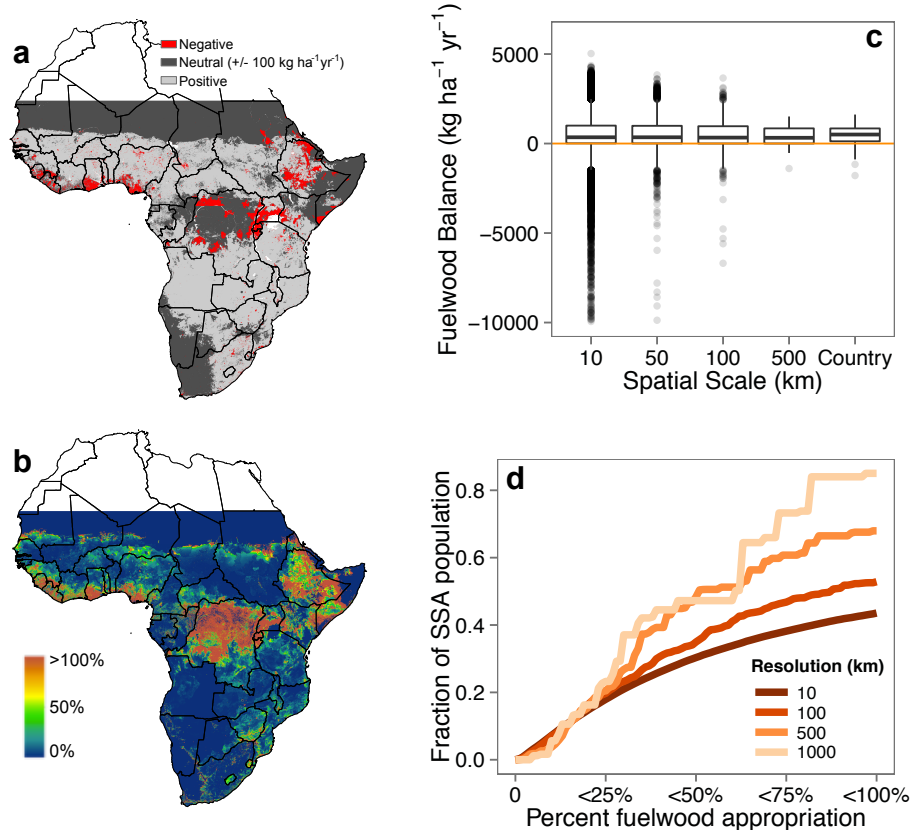 a
Negative
Neutral (+/- 100 kg ha⁻¹yr⁻¹)
Positive
b
>100%
50%
0%
c
Fuelwood Balance (kg ha⁻¹ yr⁻¹)
5000
0
−5000
−10000
10
50
100
500
Country
Spatial Scale (km)
d
Fraction of SSA population
0.8
0.6
0.4
0.2
0.0
Resolution (km)
10
100
500
1000
0
<25%
<50%
<75%
<100%
Percent fuelwood appropriation